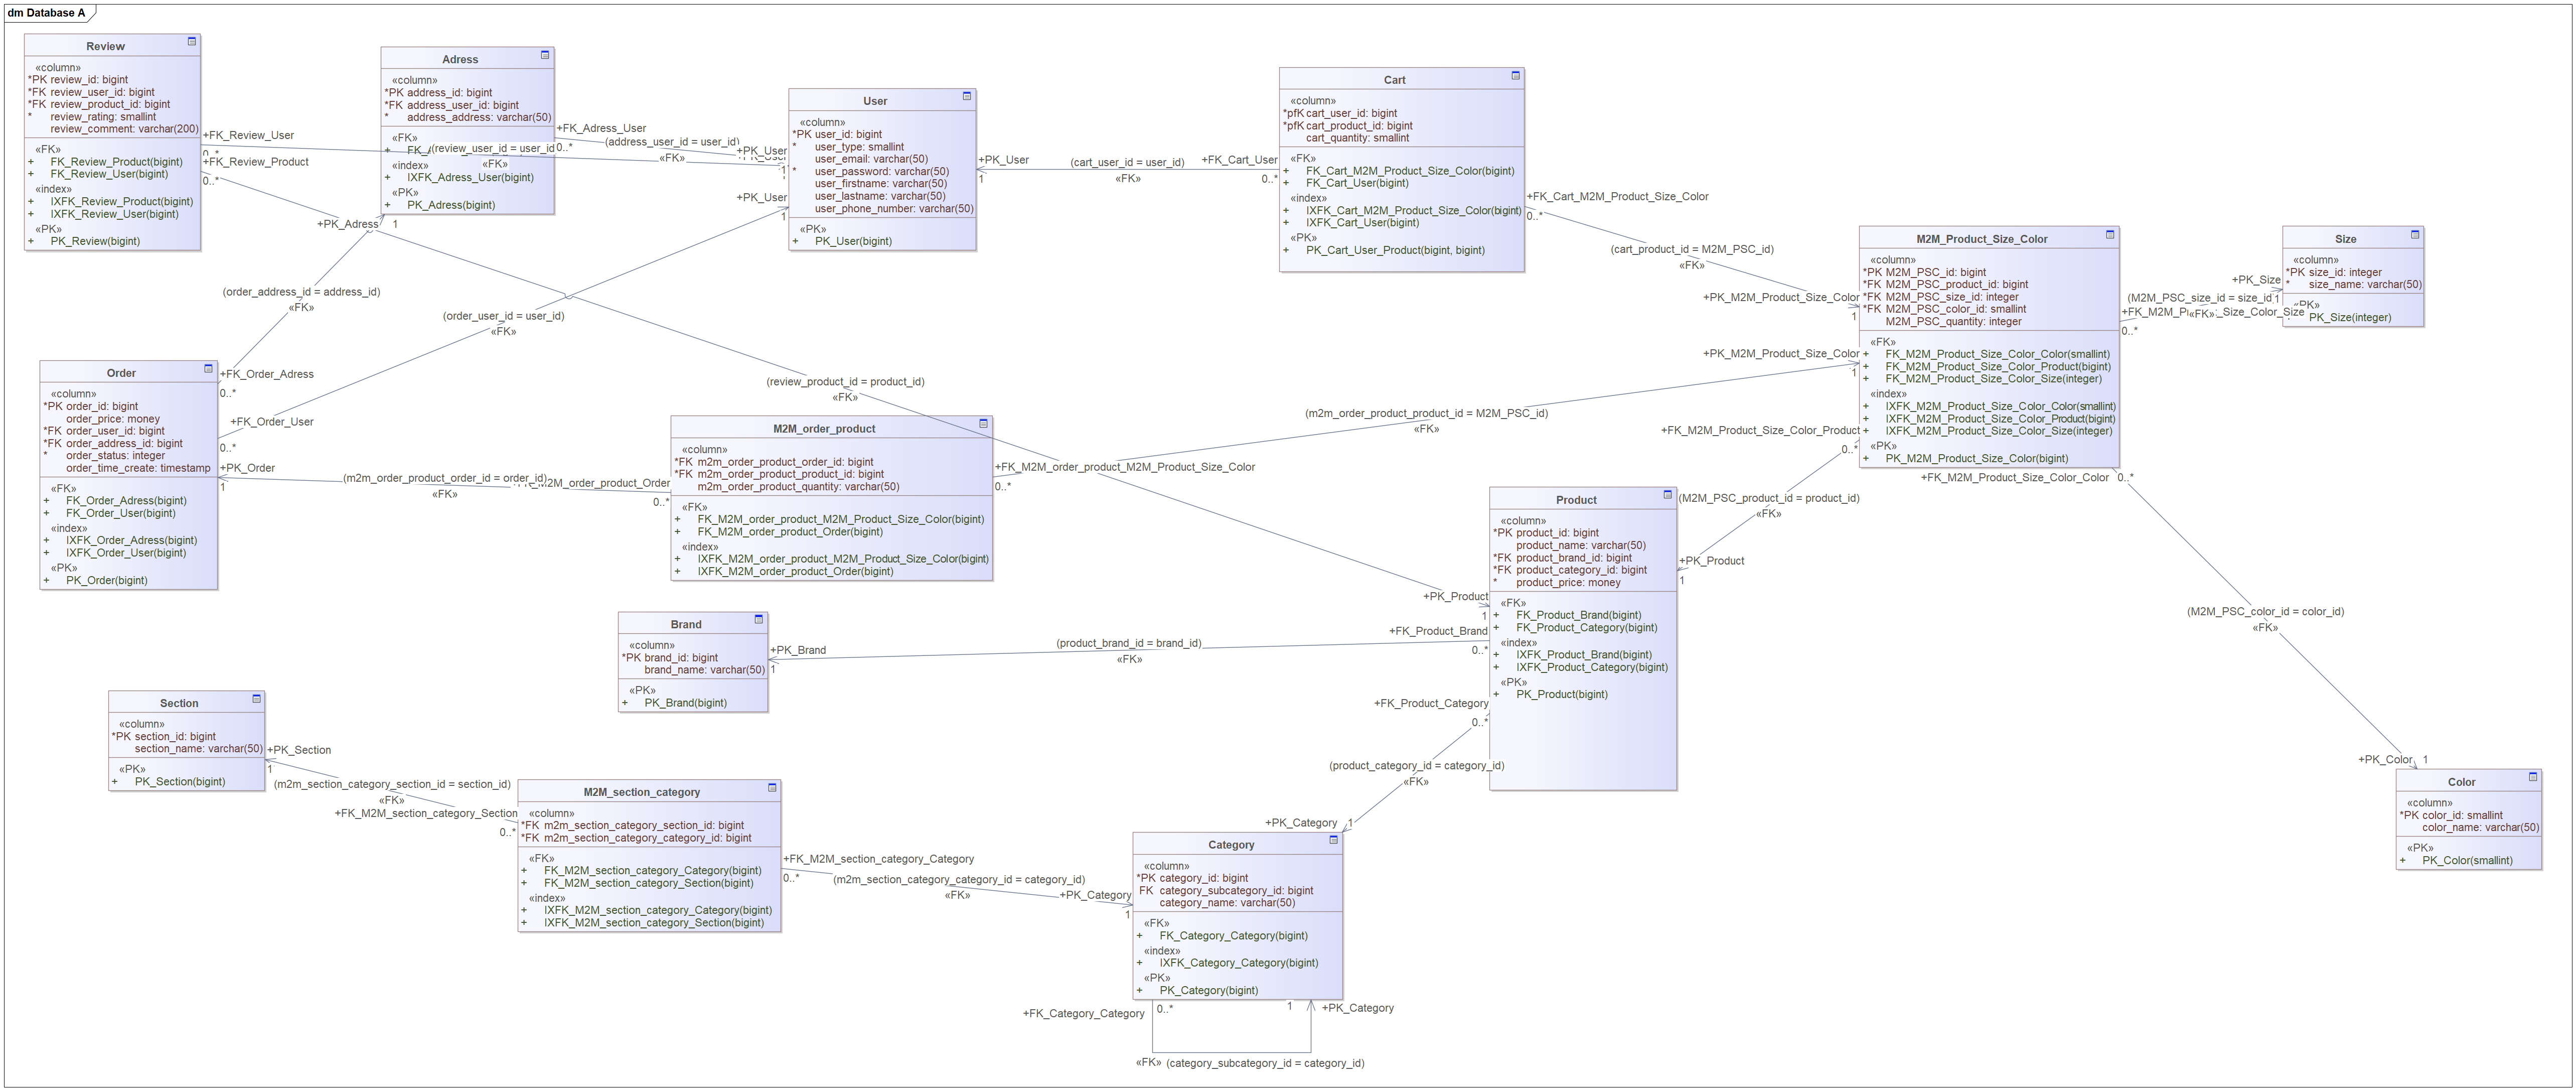 dm Database A
Review
«column»
*PK review_id: bigint
*FK review_user_id: bigint
*FK review_product_id: bigint
* review_rating: smallint
review_comment: varchar(200)
«FK»
+ FK_Review_Product(bigint)
+ FK_Review_User(bigint)
«index»
+ IXFK_Review_Product(bigint)
+ IXFK_Review_User(bigint)
«PK»
+ PK_Review(bigint)
+FK_Review_User
0..*
+FK_Review_Product
0..*
Adress
«column»
*PK address_id: bigint
*FK address_user_id: bigint
* address_address: varchar(50)
«FK»
+
«index»
+ IXFK_Adress_User(bigint)
«PK»
+ PK_Adress(bigint)
+FK_Adress_User
0..*
(address_user_id = user_id)
«FK»
+PK_User
1
(review_user_id = user_id
«FK»
+PK_Adress
1
(order_address_id = address_id)
«FK»
User
«column»
*PK user_id: bigint
* user_type: smallint
user_email: varchar(50)
* user_password: varchar(50)
user_firstname: varchar(50)
user_lastname: varchar(50)
user_phone_number: varchar(50)
«PK»
+ PK_User(bigint)
+PK_User
1
(order_user_id = user_id)
«FK»
+PK_User
1
(cart_user_id = user_id)
«FK»
+FK_Cart_User
0..*
Cart
«column»
*pfK cart_user_id: bigint
*pfK cart_product_id: bigint
cart_quantity: smallint
«FK»
+ FK_Cart_M2M_Product_Size_Color(bigint)
+ FK_Cart_User(bigint)
«index»
+ IXFK_Cart_M2M_Product_Size_Color(bigint)
+ IXFK_Cart_User(bigint)
«PK»
+ PK_Cart_User_Product(bigint, bigint)
+FK_Cart_M2M_Product_Size_Color
0..*
(cart_product_id = M2M_PSC_id)
«FK»
+PK_M2M_Product_Size_Color
1
M2M_Product_Size_Color
«column»
*PK M2M_PSC_id: bigint
*FK M2M_PSC_product_id: bigint
*FK M2M_PSC_size_id: integer
*FK M2M_PSC_color_id: smallint
M2M_PSC_quantity: integer
«FK»
+ FK_M2M_Product_Size_Color_Color(smallint)
+ FK_M2M_Product_Size_Color_Product(bigint)
+ FK_M2M_Product_Size_Color_Size(integer)
«index»
+ IXFK_M2M_Product_Size_Color_Color(smallint)
+ IXFK_M2M_Product_Size_Color_Product(bigint)
+ IXFK_M2M_Product_Size_Color_Size(integer)
«PK»
+ PK_M2M_Product_Size_Color(bigint)
+PK_Size
(M2M_PSC_size_id = size_id
1
«FK»
0..*
Size
«column»
*PK size_id: integer
* size_name: varchar(50)
«PK»
PK_Size(integer)
+PK_M2M_Product_Size_Color
1
(m2m_order_product_product_id = M2M_PSC_id)
«FK»
+FK_M2M_order_product_M2M_Product_Size_Color
0..*
+FK_M2M_Product_Size_Color_Product
0..*
(M2M_PSC_product_id = product_id)
«FK»
+PK_Product
1
+FK_M2M_Product_Size_Color_Color
0..*
(M2M_PSC_color_id = color_id)
«FK»
+PK_Color
1
Order
«column»
*PK order_id: bigint
order_price: money
*FK order_user_id: bigint
*FK order_address_id: bigint
* order_status: integer
order_time_create: timestamp
«FK»
+ FK_Order_Adress(bigint)
+ FK_Order_User(bigint)
«index»
+ IXFK_Order_Adress(bigint)
+ IXFK_Order_User(bigint)
«PK»
+ PK_Order(bigint)
+FK_Order_Adress
0..*
+FK_Order_User
0..*
+PK_Order
1
(m2m_order_product_order_id = order_id)
«FK»
0..*
(review_product_id = product_id)
«FK»
M2M_order_product
«column»
*FK m2m_order_product_order_id: bigint
*FK m2m_order_product_product_id: bigint
m2m_order_product_quantity: varchar(50)
«FK»
+ FK_M2M_order_product_M2M_Product_Size_Color(bigint)
+ FK_M2M_order_product_Order(bigint)
«index»
+ IXFK_M2M_order_product_M2M_Product_Size_Color(bigint)
+ IXFK_M2M_order_product_Order(bigint)
Product
«column»
*PK product_id: bigint
product_name: varchar(50)
*FK product_brand_id: bigint
*FK product_category_id: bigint
* product_price: money
«FK»
+ FK_Product_Brand(bigint)
+ FK_Product_Category(bigint)
«index»
+ IXFK_Product_Brand(bigint)
+ IXFK_Product_Category(bigint)
«PK»
+ PK_Product(bigint)
+PK_Product
1
+FK_Product_Brand
0..*
(product_brand_id = brand_id)
«FK»
+PK_Brand
1
Brand
«column»
*PK brand_id: bigint
brand_name: varchar(50)
«PK»
+ PK_Brand(bigint)
+FK_Product_Category
0..*
(product_category_id = category_id)
«FK»
+PK_Category
1
Section
«column»
*PK section_id: bigint
section_name: varchar(50)
«PK»
+ PK_Section(bigint)
+PK_Section
1
(m2m_section_category_section_id = section_id)
«FK»
+FK_M2M_section_category_Section
0..*
M2M_section_category
«column»
*FK m2m_section_category_section_id: bigint
*FK m2m_section_category_category_id: bigint
«FK»
+ FK_M2M_section_category_Category(bigint)
+ FK_M2M_section_category_Section(bigint)
«index»
+ IXFK_M2M_section_category_Category(bigint)
+ IXFK_M2M_section_category_Section(bigint)
+FK_M2M_section_category_Category
0..*
(m2m_section_category_category_id = category_id)
«FK»
+PK_Category
1
Category
«column»
*PK category_id: bigint
FK category_subcategory_id: bigint
category_name: varchar(50)
«FK»
+ FK_Category_Category(bigint)
«index»
+ IXFK_Category_Category(bigint)
«PK»
+ PK_Category(bigint)
+FK_Category_Category
0..*
1
+PK_Category
«FK» (category_subcategory_id = category_id)
Color
«column»
*PK color_id: smallint
color_name: varchar(50)
«PK»
+ PK_Color(smallint)